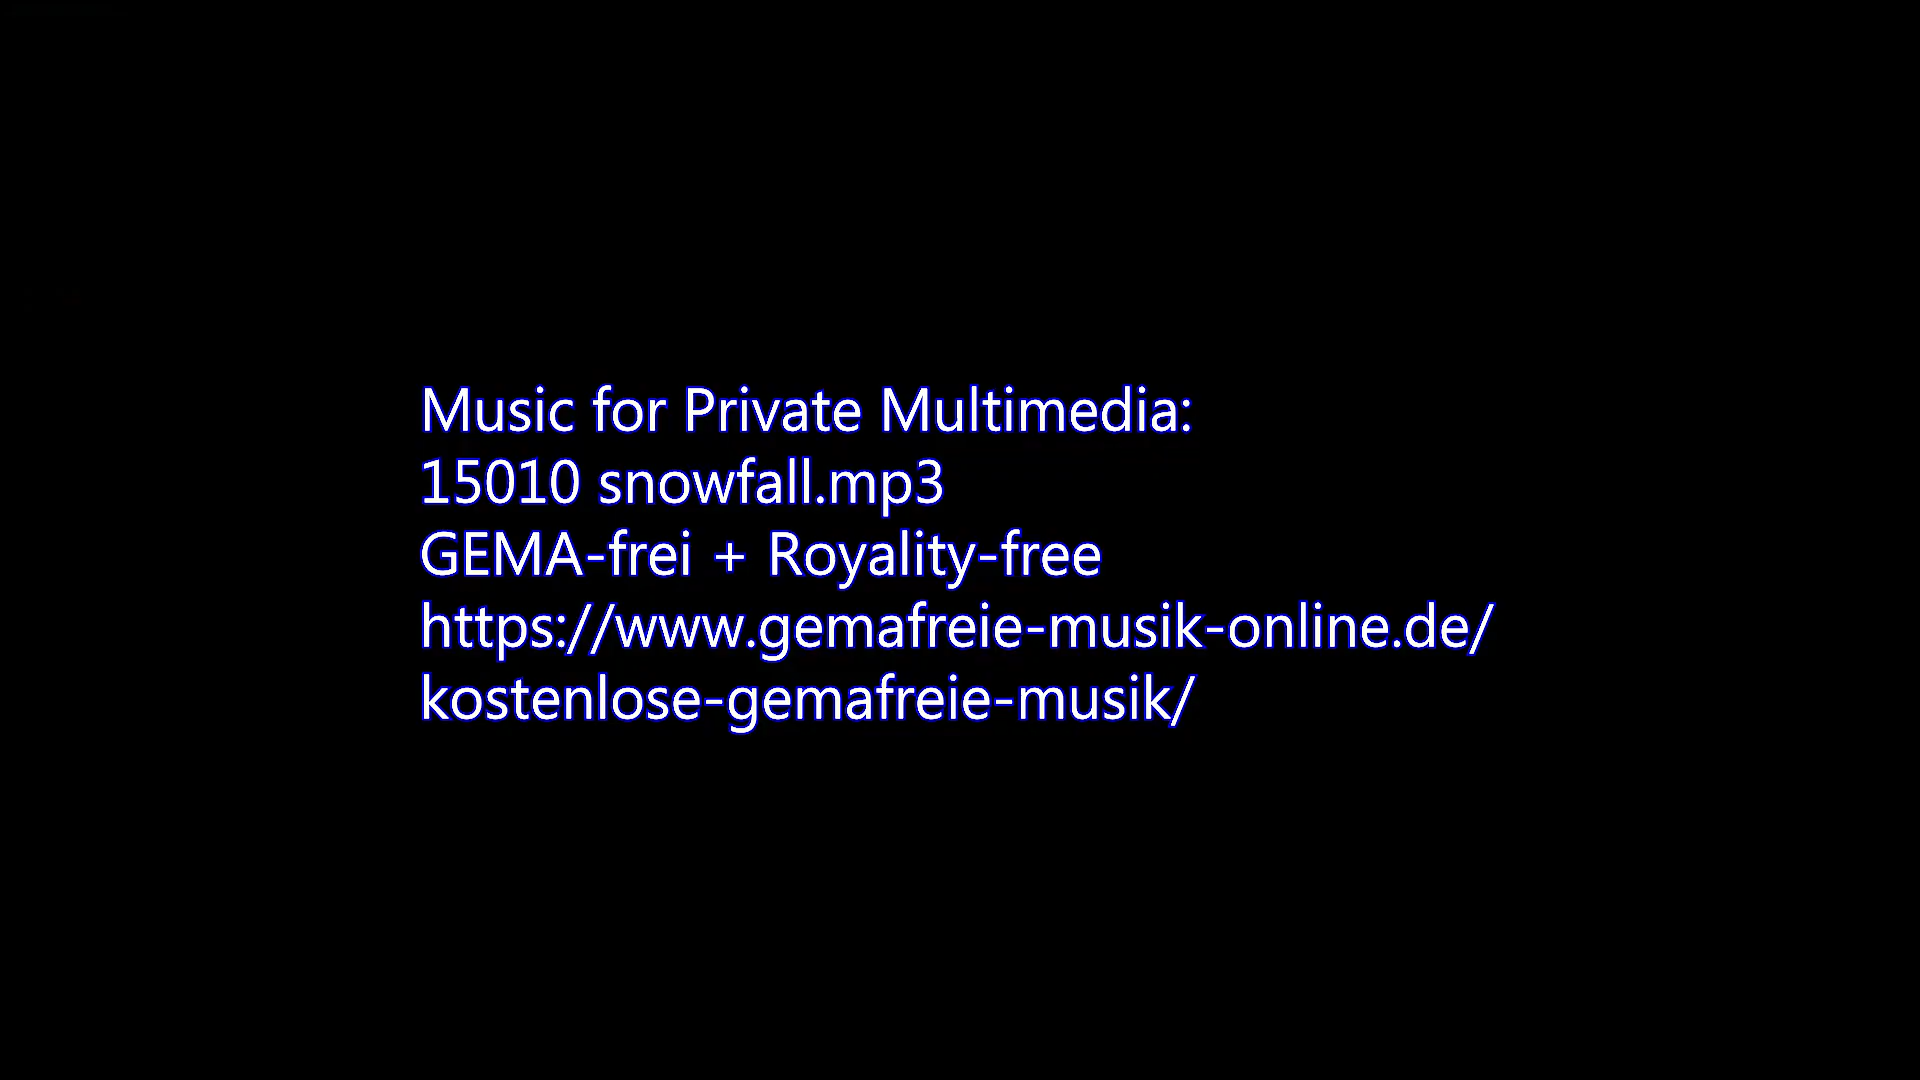 Music for Private Multimedia:
15010 snowfall.mp3
GEMA-frei + Royality-free
https://www.gemafreie-musik-online.de/
kostenlose-gemafreie-musik/